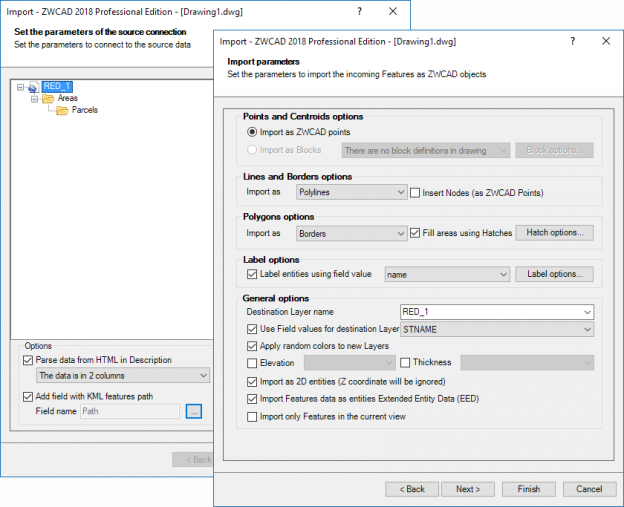 Import - ZWCAD 2018 Professional Edition - [Drawing1.dwg]
Set the parameters of the source connection
Set the parameters to connect to the source data
RED_1
Areas
Parcels
Options
Parse data from HTML in Description
The data is in 2 columns
Add field with KML features path
Field name Path ...
< Back
Import - ZWCAD 2018 Professional Edition - [Drawing1.dwg]
Import parameters
Set the parameters to import the incoming Features as ZWCAD objects
Points and Centroids options
Import as ZWCAD points
Import as Blocks There are no block definitions in drawing Block options...
Lines and Borders options
Import as Polylines Insert Nodes (as ZWCAD Points)
Polygons options
Import as Borders Fill areas using Hatches Hatch options...
Label options
Label entities using field value name Label options...
General options
Destination Layer name RED_1
Use Field values for destination Layer STNAME
Apply random colors to new Layers
Elevation Thickness
Import as 2D entities (Z coordinate will be ignored)
Import Features data as entities Extended Entity Data (EED)
Import only Features in the current view
< Back Next > Finish Cancel